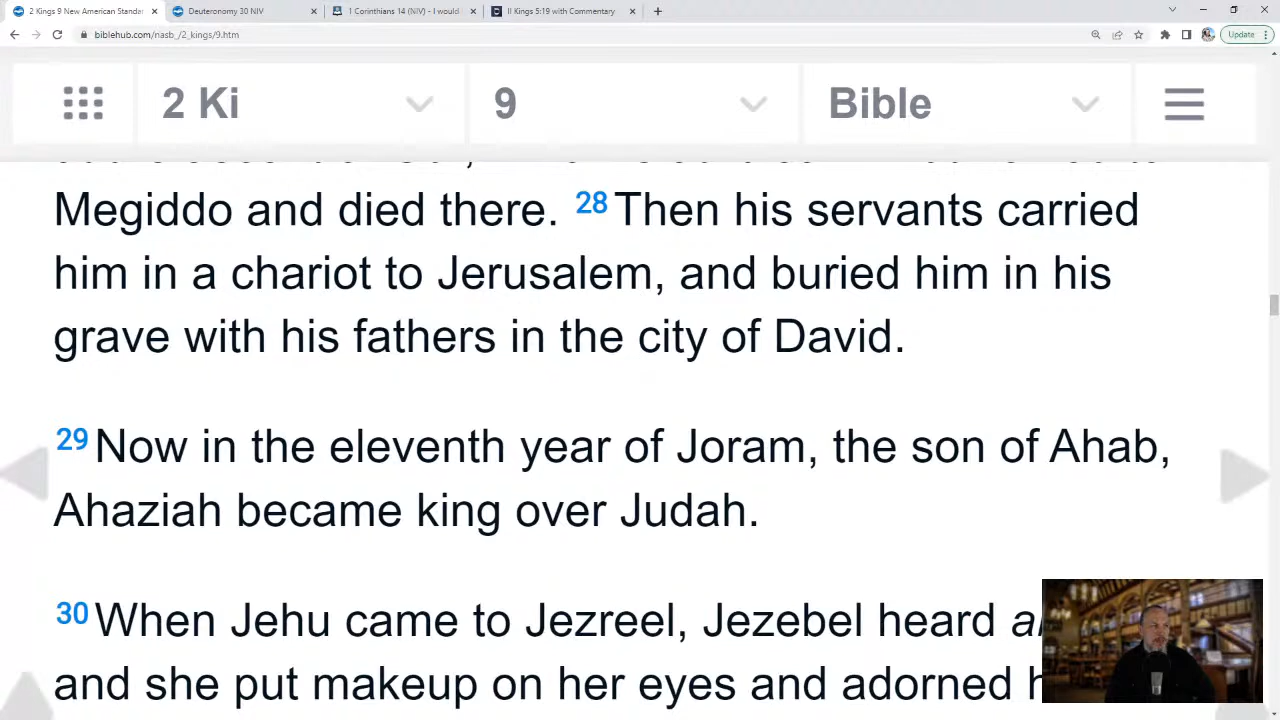 2 Kings 9 New American Standar
Deuteronomy 30 NIV
1 Corinthians 14 (NIV) - I would
II Kings 5:19 with Commentary
biblehub.com/nasb_/2_kings/9.htm
Update
2 Ki
9
Bible
Megiddo and died there. 28 Then his servants carried
him in a chariot to Jerusalem, and buried him in his
grave with his fathers in the city of David.
29 Now in the eleventh year of Joram, the son of Ahab,
Ahaziah became king over Judah.
30 When Jehu came to Jezreel, Jezebel heard
and she put makeup on her eyes and adorned